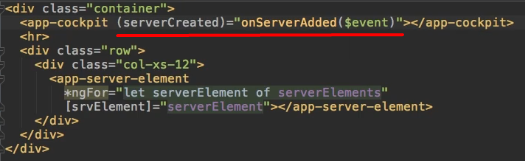 <div class="container">
<app-cockpit (serverCreated)="onServerAdded($event)"></app-cockpit>
<hr>
<div class="row">
<div class="col-xs-12">
<app-server-element
*ngFor="let serverElement of serverElements"
[srvElement]="serverElement"></app-server-element>
</div>
</div>
</div>